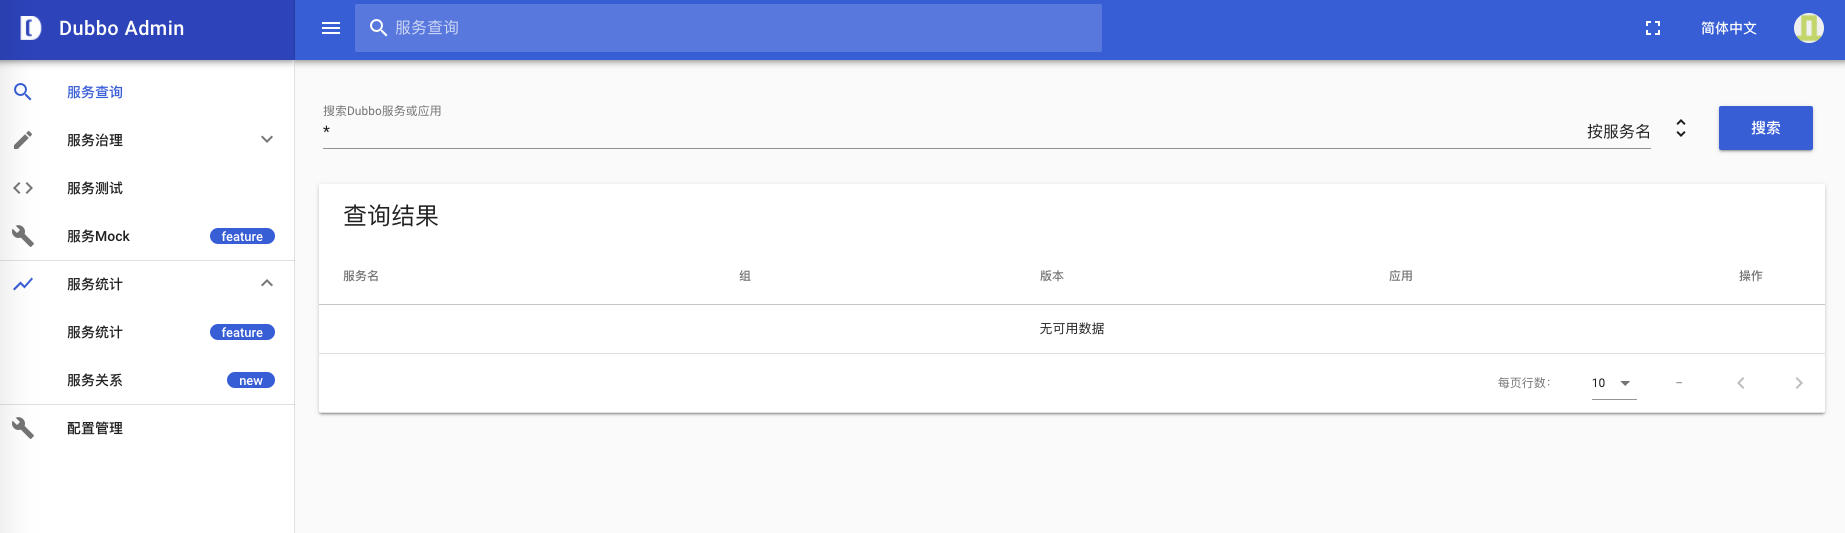 Dubbo Admin
服务查询
简体中文
服务查询
服务治理
服务测试
服务Mock feature
服务统计
服务统计 feature
服务关系 new
配置管理
搜索Dubbo服务或应用
* 按服务名
搜索
查询结果
服务名 组 版本 应用 操作
无可用数据
每页行数: 10 –